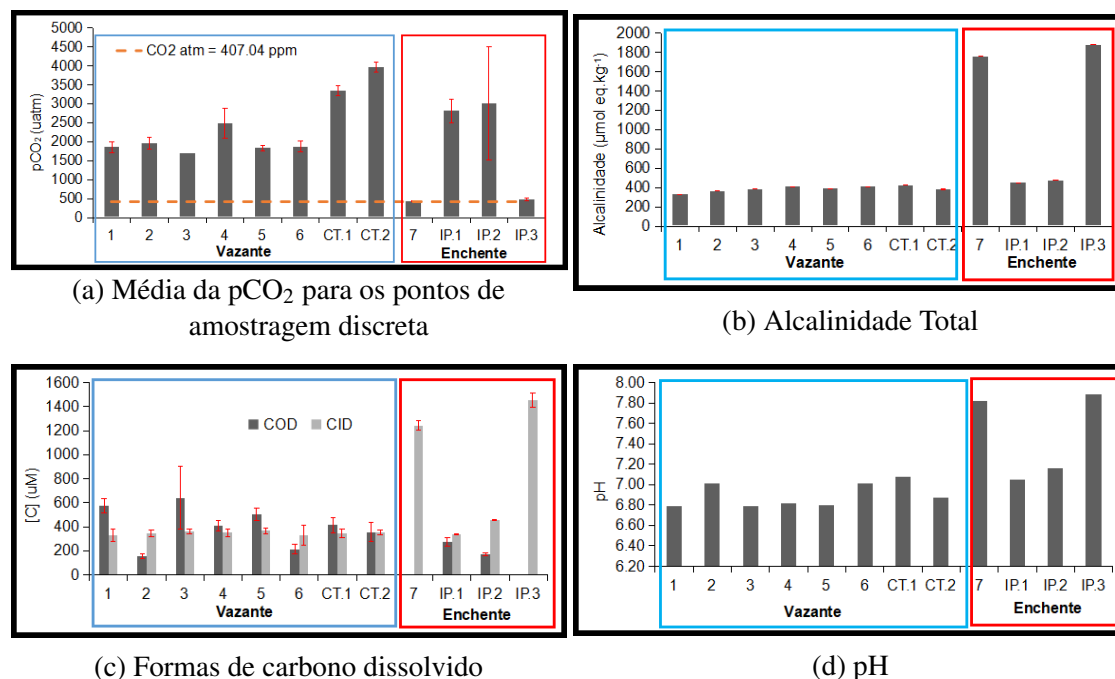 5000
4500
4000
3500
3000
2500
2000
1500
1000
500
0
pCO₂ (uatm)
CO2 atm = 407.04 ppm
1 2 3 4 5 6 CT.1 CT.2 7 IP.1 IP.2 IP.3
Vazante Enchente
(a) Média da pCO₂ para os pontos de
amostragem discreta
2000
1800
1600
1400
1200
1000
800
600
400
200
0
Alcalinidade (µmol eq.kg⁻¹)
1 2 3 4 5 6 CT.1 CT.2 7 IP.1 IP.2 IP.3
Vazante Enchente
(b) Alcalinidade Total
1600
1400
1200
1000
800
600
400
200
0
[C] (uM)
COD CID
1 2 3 4 5 6 CT.1 CT.2 7 IP.1 IP.2 IP.3
Vazante Enchente
(c) Formas de carbono dissolvido
8.00
7.80
7.60
7.40
7.20
7.00
6.80
6.60
6.40
6.20
pH
1 2 3 4 5 6 CT.1 CT.2 7 IP.1 IP.2 IP.3
Vazante Enchente
(d) pH